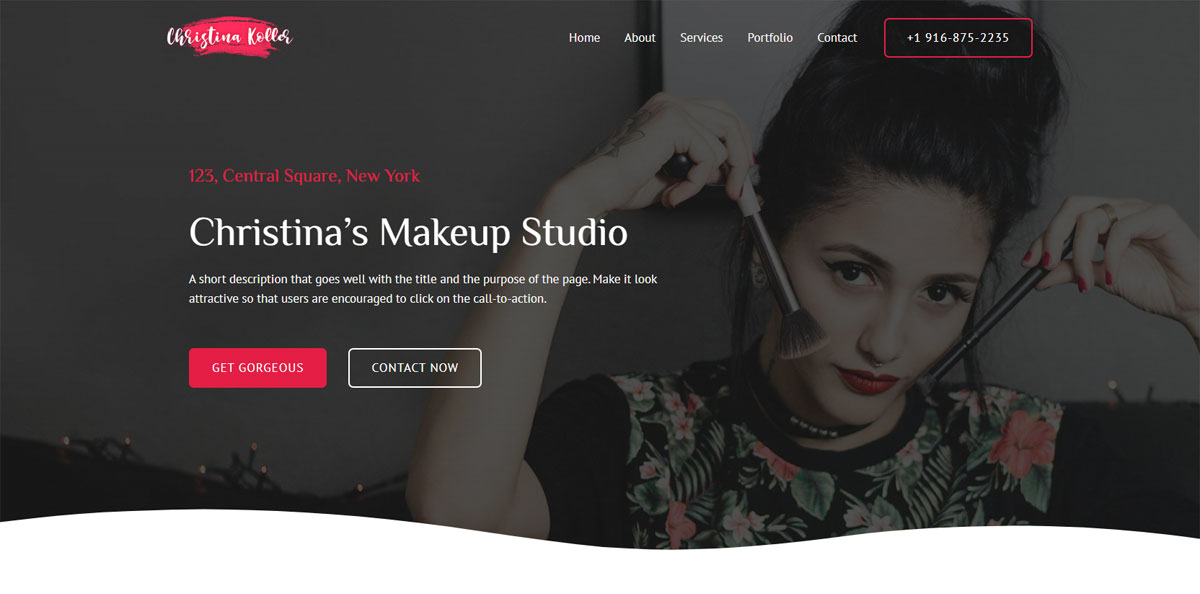 Christina Koller
Home About Services Portfolio Contact +1 916-875-2235
123, Central Square, New York
Christina’s Makeup Studio
A short description that goes well with the title and the purpose of the page. Make it look
attractive so that users are encouraged to click on the call-to-action.
GET GORGEOUS CONTACT NOW